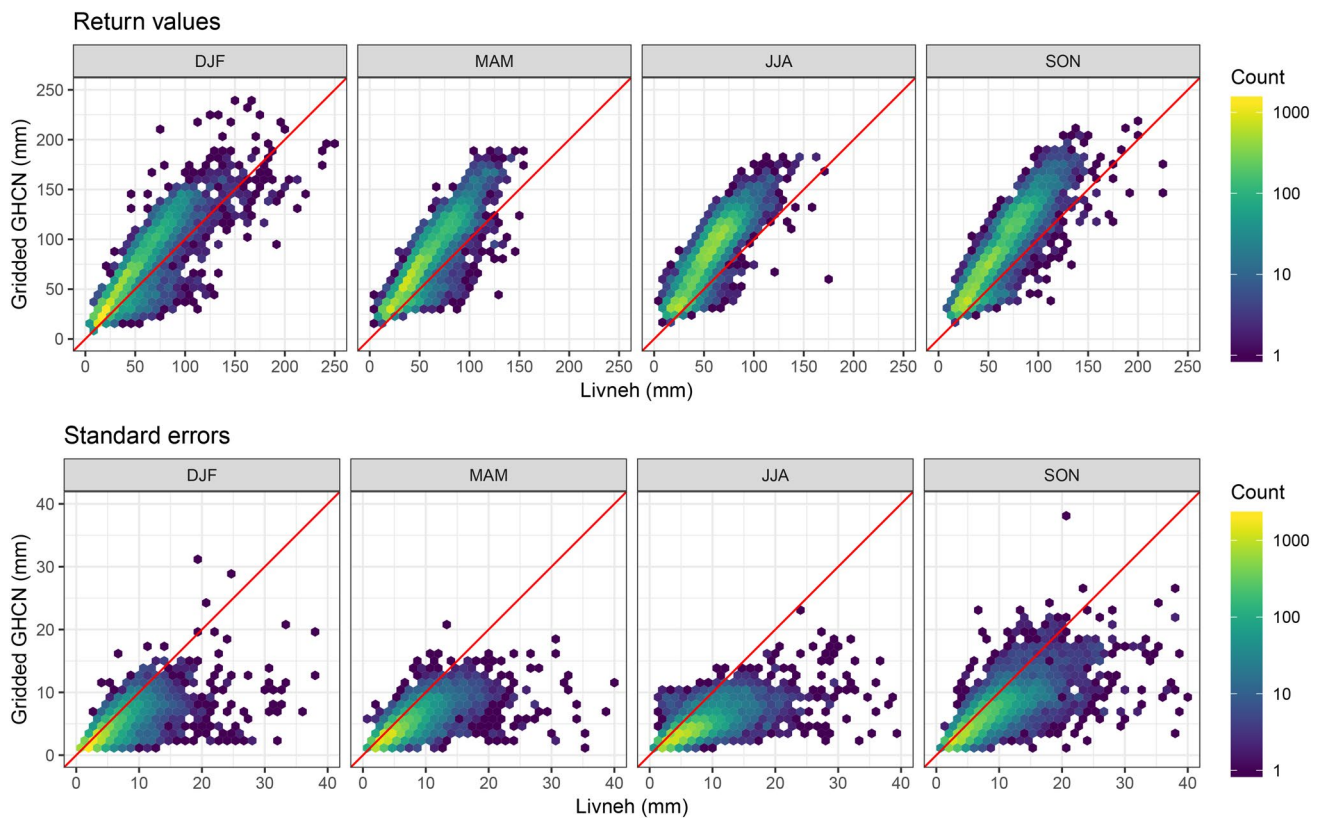 Return values
DJF MAM JJA SON
Count
1000
100
10
1
Gridded GHCN (mm)
250
200
150
100
50
0
0 50 100 150 200 250 0 50 100 150 200 250 0 50 100 150 200 250 0 50 100 150 200 250
Livneh (mm)
Standard errors
DJF MAM JJA SON
Count
1000
100
10
1
Gridded GHCN (mm)
40
30
20
10
0
0 10 20 30 40 0 10 20 30 40 0 10 20 30 40 0 10 20 30 40
Livneh (mm)